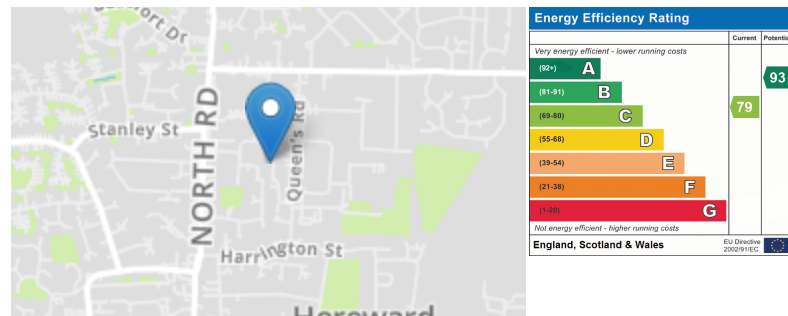 Stanley St
NORTH RD
Queen's Rd
Harrington St
Hereward
Energy Efficiency Rating
Current Potentia
Very energy efficient - lower running costs
(92+) A
93
(81-91) B
(69-80) C 79
(55-68) D
(39-54) E
(21-38) F
(1-20) G
Not energy efficient - higher running costs
England, Scotland & Wales EU Directive
2002/91/EC